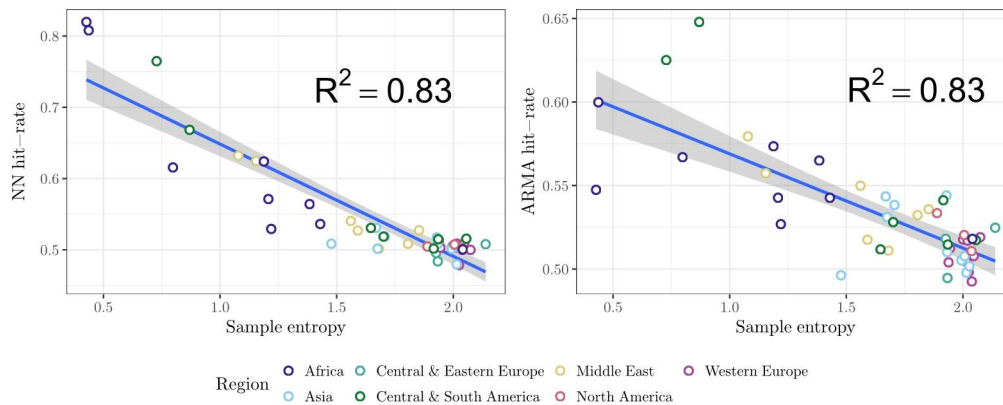 R² = 0.83
NN hit−rate
0.8
0.7
0.6
0.5
0.5 1.0 1.5 2.0
Sample entropy
R² = 0.83
ARMA hit−rate
0.65
0.60
0.55
0.50
0.5 1.0 1.5 2.0
Sample entropy
Region
Africa Central & Eastern Europe Middle East Western Europe
Asia Central & South America North America